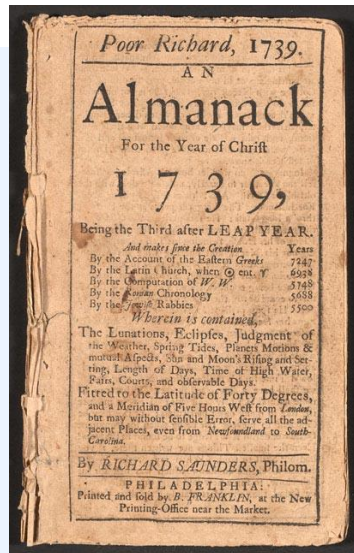 Poor Richard, 1739.
AN
Almanack
For the Year of Christ
1739,
Being the Third after LEAP YEAR.
And makes since the Creation Years
By the Account of the Eastern Greeks 7247
By the Latin Church, when ☉ ent. ♈ 6938
By the Computation of W. W. 5748
By the Roman Chronology 5688
By the Jewish Rabbies 5500
Wherein is contained,
The Lunations, Eclipses, Judgment of
the Weather, Spring Tides, Planets Motions &
mutual Aspects, Sun and Moon's Rising and Set-
ting, Length of Days, Time of High Water,
Fairs, Courts, and observable Days.
Fitted to the Latitude of Forty Degrees,
and a Meridian of Five Hours West from London,
but may without sensible Error, serve all the ad-
jacent Places, even from Newfoundland to South-
Carolina.
By RICHARD SAUNDERS, Philom.
PHILADELPHIA:
Printed and sold by B. FRANKLIN, at the New
Printing-Office near the Market.